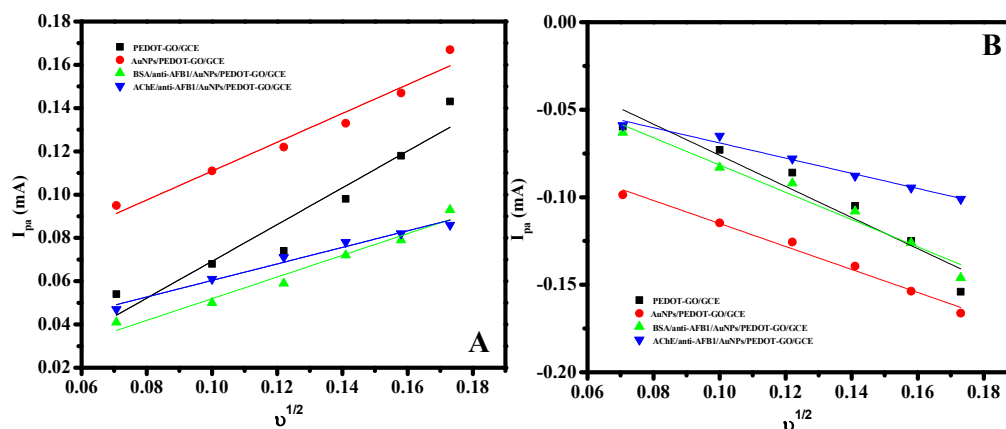 0.18
0.16
0.14
0.12
0.10
0.08
0.06
0.04
0.02
I_pa (mA)
PEDOT-GO/GCE
AuNPs/PEDOT-GO/GCE
BSA/anti-AFB1/AuNPs/PEDOT-GO/GCE
AChE/anti-AFB1/AuNPs/PEDOT-GO/GCE
A
0.06 0.08 0.10 0.12 0.14 0.16 0.18
υ^1/2
B
0.00
-0.05
-0.10
-0.15
-0.20
I_pa (mA)
PEDOT-GO/GCE
AuNPs/PEDOT-GO/GCE
BSA/anti-AFB1/AuNPs/PEDOT-GO/GCE
AChE/anti-AFB1/AuNPs/PEDOT-GO/GCE
0.06 0.08 0.10 0.12 0.14 0.16 0.18
υ^1/2